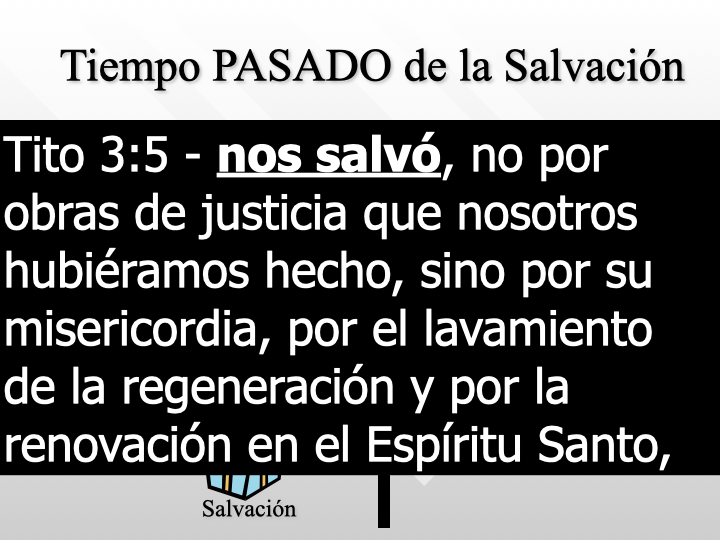 Tiempo PASADO de la Salvación
Tito 3:5 - nos salvó, no por
obras de justicia que nosotros
hubiéramos hecho, sino por su
misericordia, por el lavamiento
de la regeneración y por la
renovación en el Espíritu Santo,
Salvación